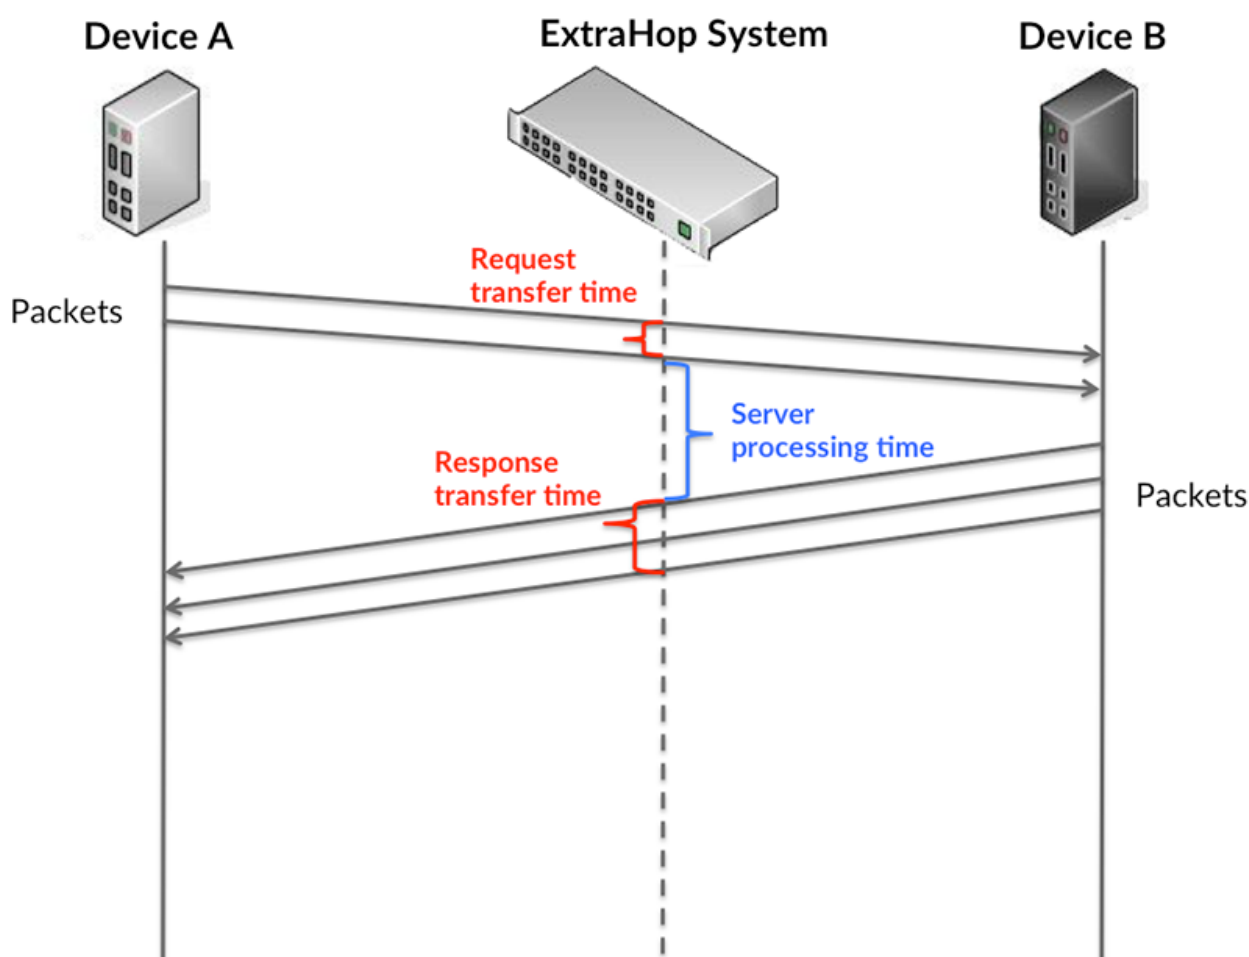 Device A
ExtraHop System
Device B
Request
transfer time
Packets
Server
processing time
Response
transfer time
Packets